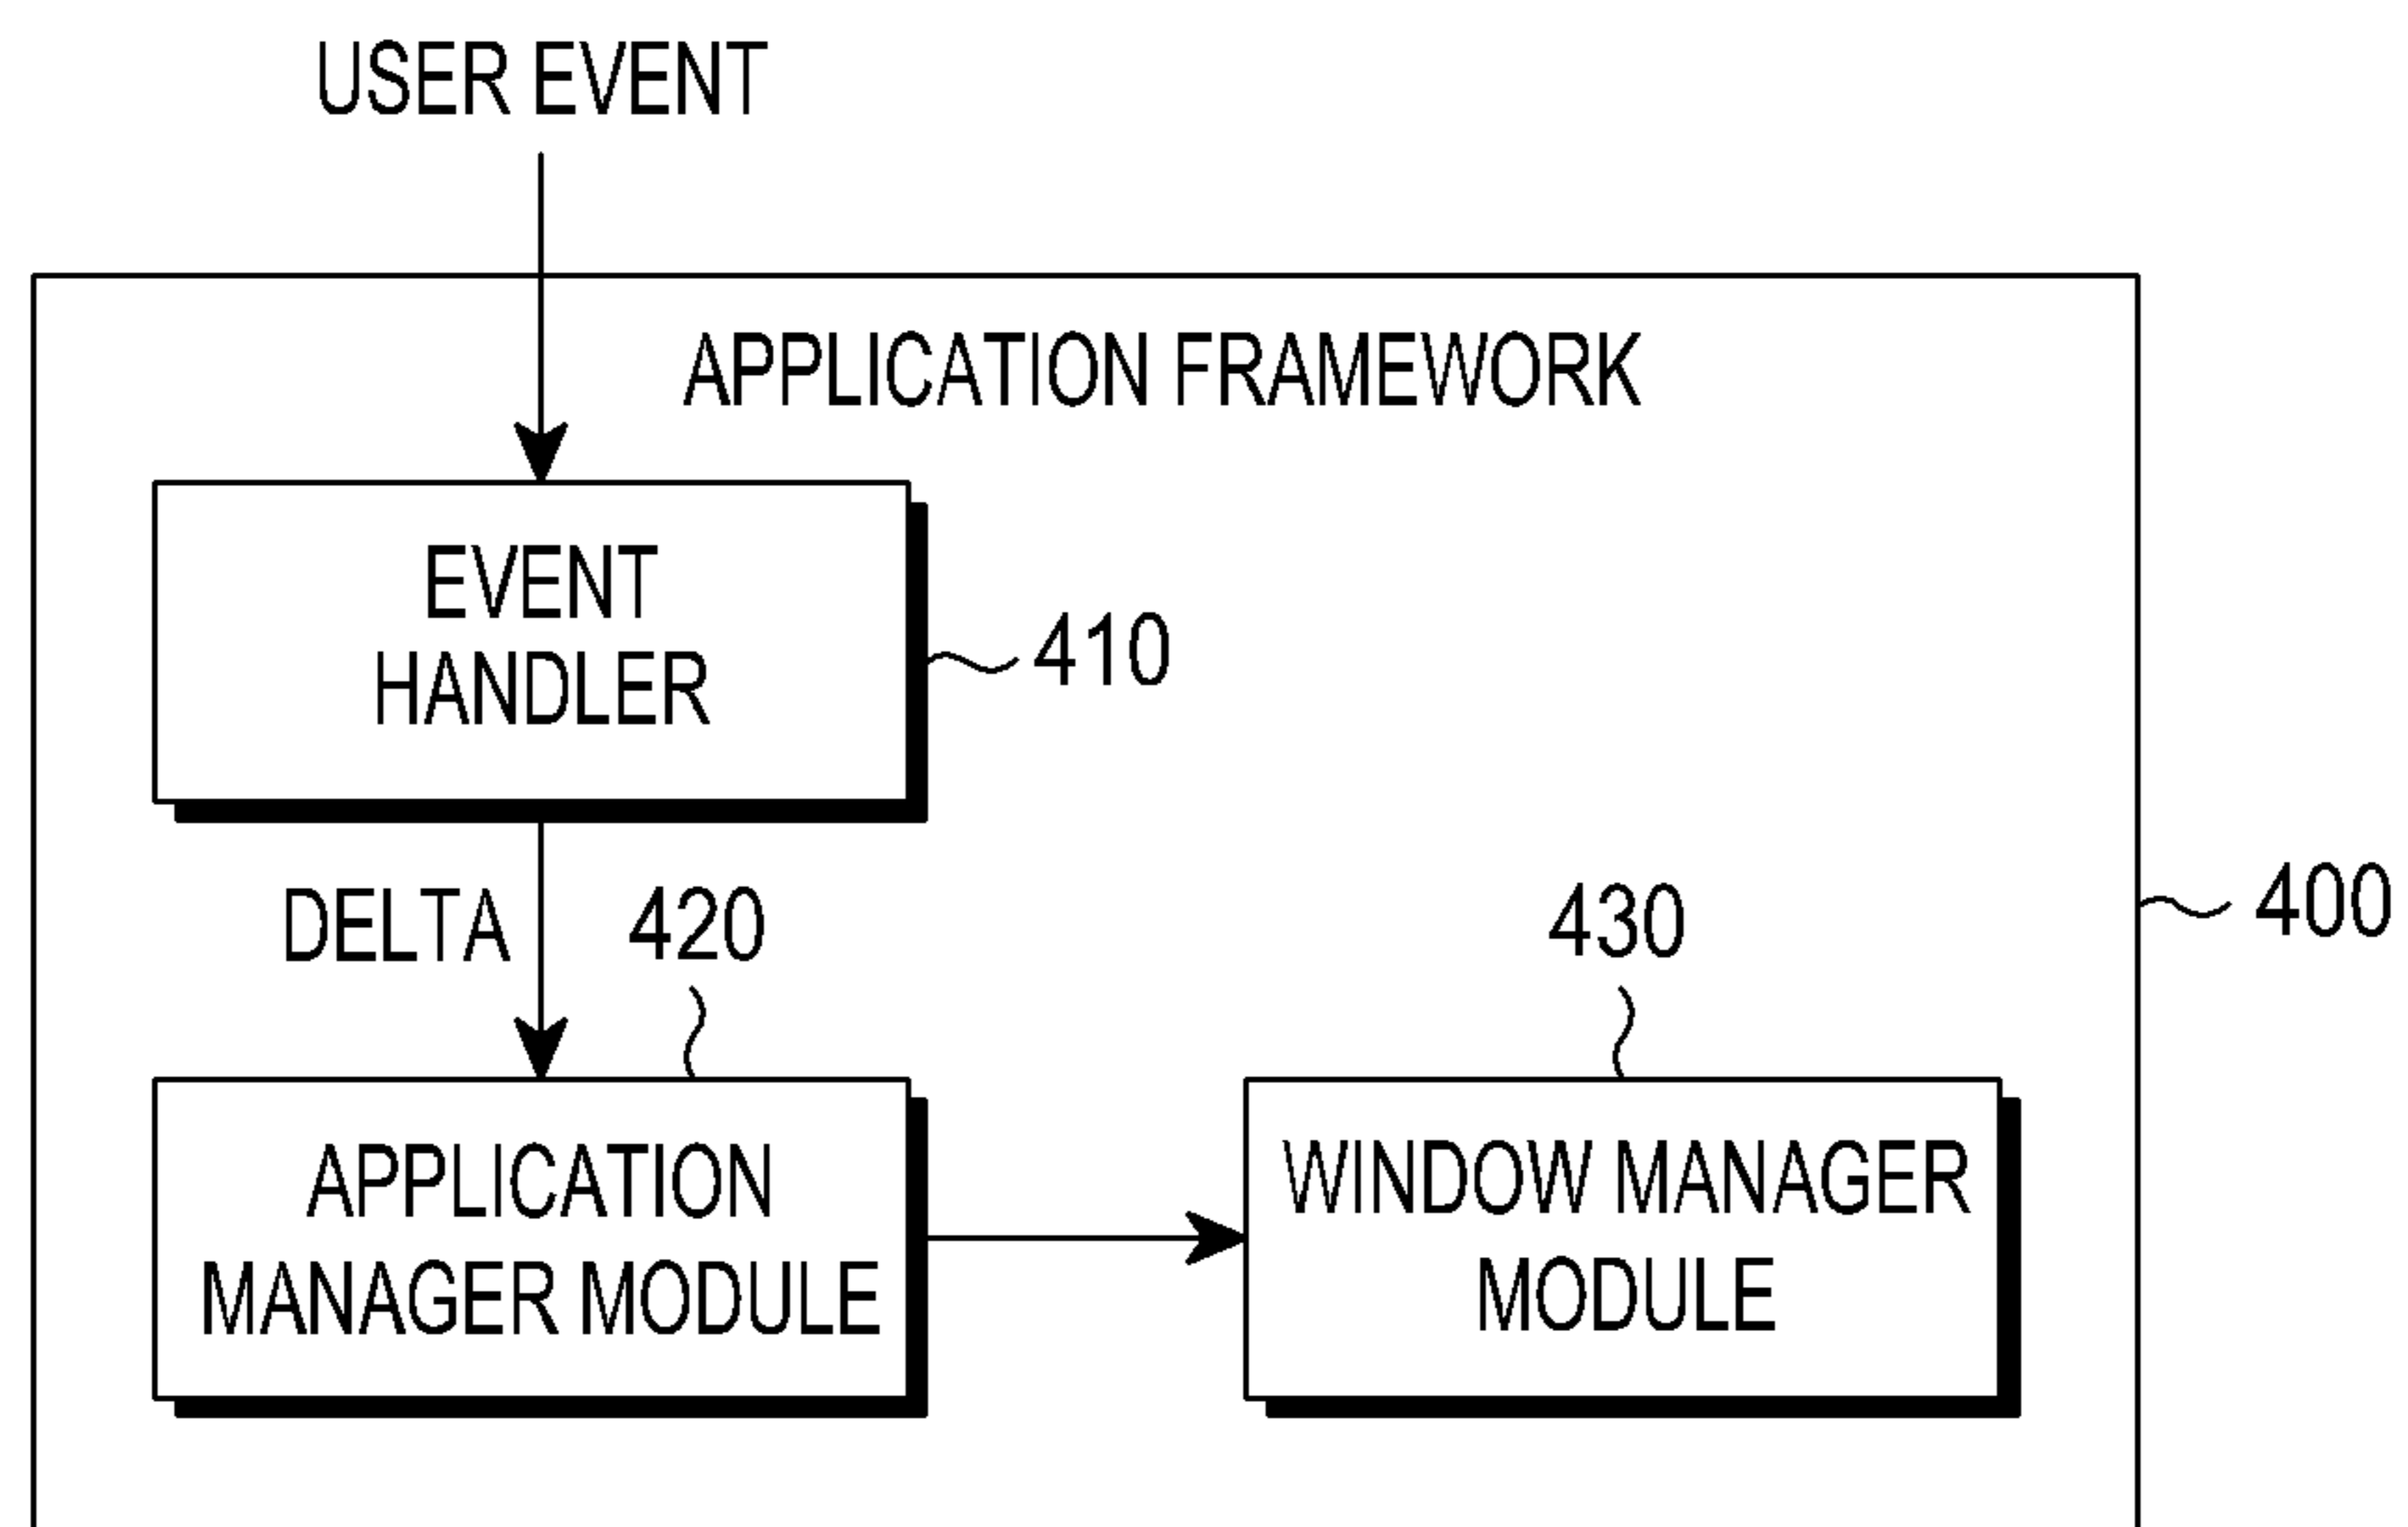 USER EVENT
APPLICATION FRAMEWORK
EVENT
HANDLER
410
DELTA
420
430
400
APPLICATION
MANAGER MODULE
WINDOW MANAGER
MODULE